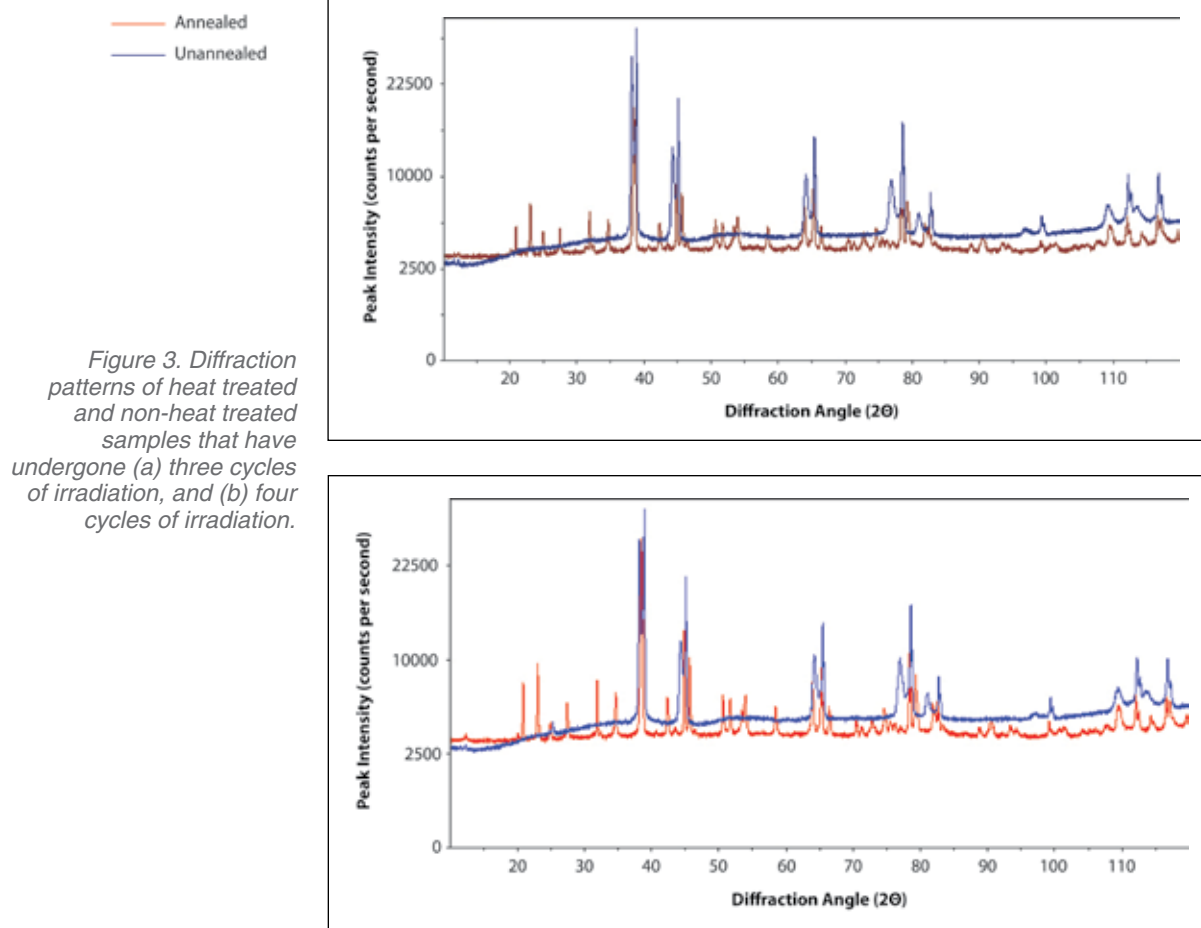 Annealed
Unannealed
Peak Intensity (counts per second)
22500
10000
2500
0
20 30 40 50 60 70 80 90 100 110
Diffraction Angle (2Θ)
Figure 3. Diffraction
patterns of heat treated
and non-heat treated
samples that have
undergone (a) three cycles
of irradiation, and (b) four
cycles of irradiation.
Peak Intensity (counts per second)
22500
10000
2500
0
20 30 40 50 60 70 80 90 100 110
Diffraction Angle (2Θ)